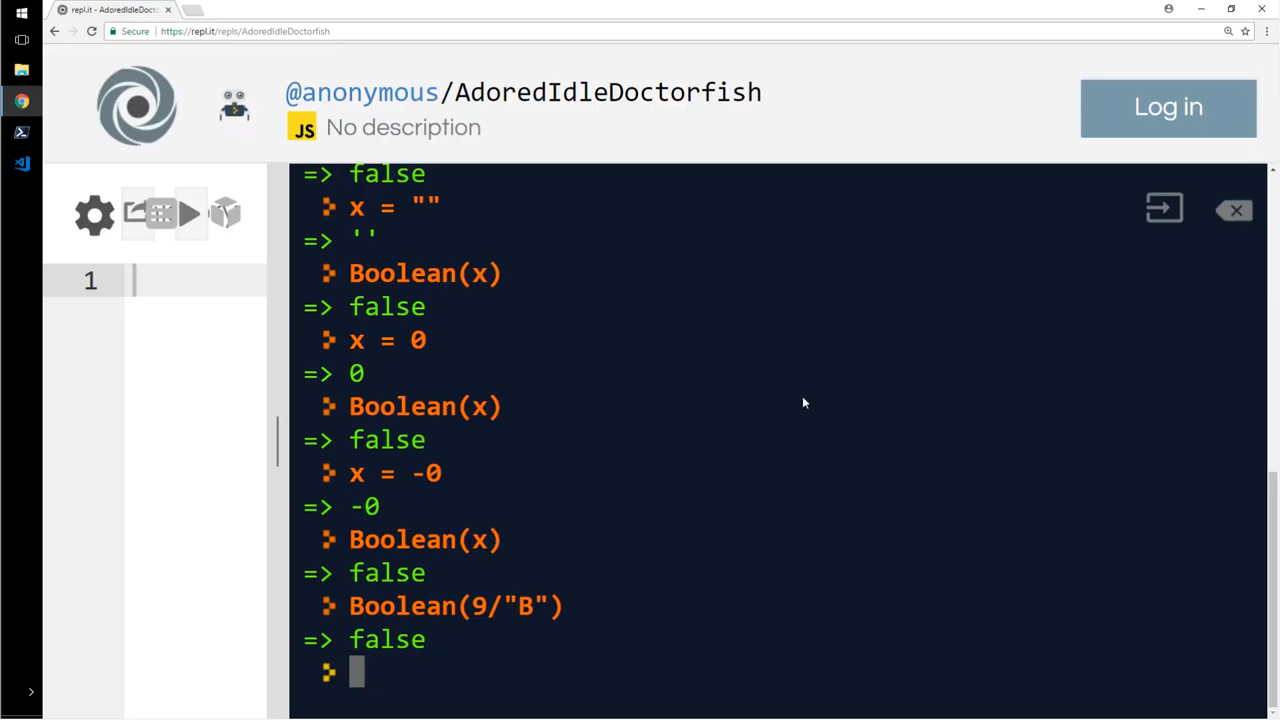 repl.it - AdoredIdleDocto
Secure
https://repl.it/repls/AdoredIdleDoctorfish
@anonymous/AdoredIdleDoctorfish
Log in
JS No description
=> false
x = ""
=> ''
Boolean(x)
=> false
x = 0
=> 0
Boolean(x)
=> false
x = -0
=> -0
Boolean(x)
=> false
Boolean(9/"B")
=> false
1